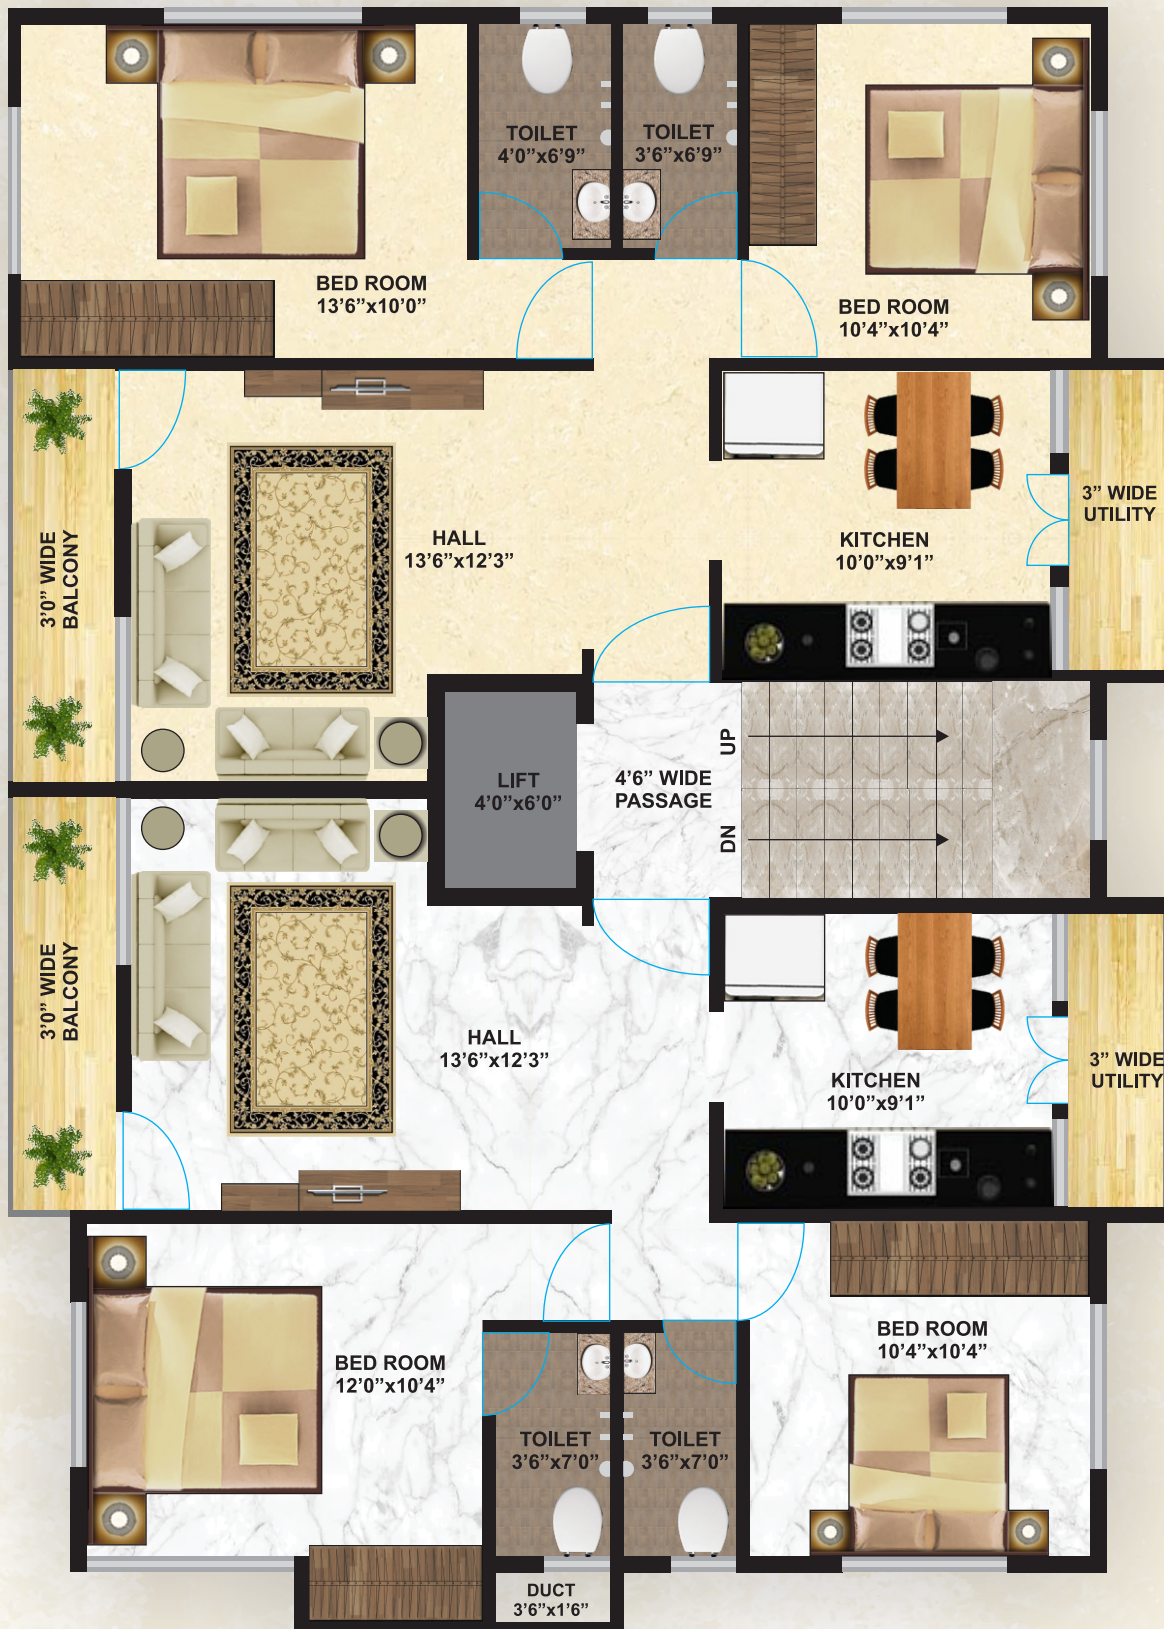 TOILET
4’0”x6’9”
TOILET
3’6”x6’9”
BED ROOM
13’6”x10’0”
BED ROOM
10’4”x10’4”
3’0” WIDE
BALCONY
HALL
13’6”x12’3”
KITCHEN
10’0”x9’1”
3” WIDE
UTILITY
LIFT
4’0”x6’0”
4’6” WIDE
PASSAGE
UP
DN
3’0” WIDE
BALCONY
HALL
13’6”x12’3”
KITCHEN
10’0”x9’1”
3” WIDE
UTILITY
BED ROOM
12’0”x10’4”
BED ROOM
10’4”x10’4”
TOILET
3’6”x7’0”
TOILET
3’6”x7’0”
DUCT
3’6”x1’6”